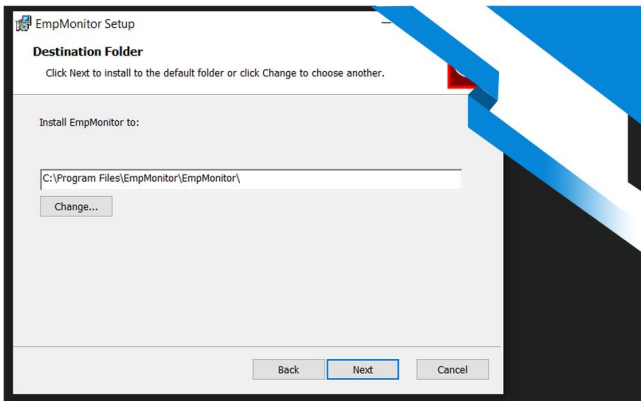 EmpMonitor Setup
Destination Folder
Click Next to install to the default folder or click Change to choose another.
Install EmpMonitor to:
C:\Program Files\EmpMonitor\EmpMonitor\
Change...
Back Next Cancel